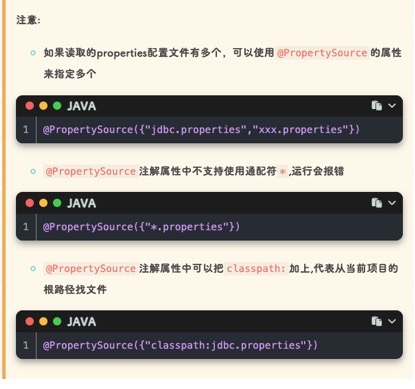 注意:
如果读取的properties配置文件有多个，可以使用 @PropertySource 的属性
来指定多个
JAVA
1 @PropertySource({"jdbc.properties","xxx.properties"})
@PropertySource 注解属性中不支持使用通配符 * ,运行会报错
JAVA
1 @PropertySource({"*.properties"})
@PropertySource 注解属性中可以把 classpath: 加上,代表从当前项目的
根路径找文件
JAVA
1 @PropertySource({"classpath:jdbc.properties"})